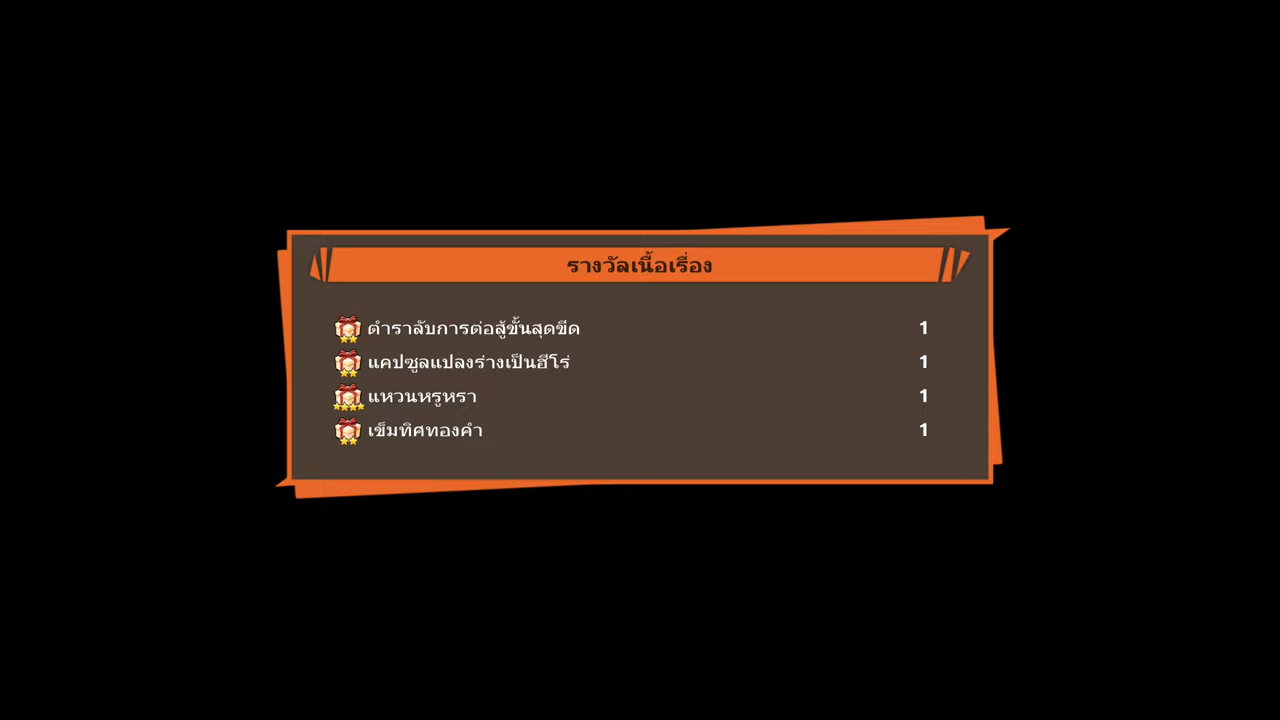 รางวัลเนื้อเรื่อง
ตำราลับการต่อสู้ขั้นสุดขีด 1
แคปซูลแปลงร่างเป็นฮีโร่ 1
แหวนหรูหรา 1
เข็มทิศทองคำ 1